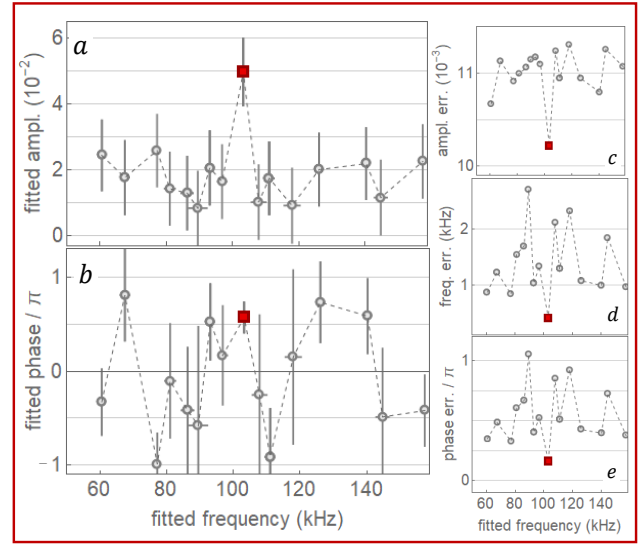 a
fitted ampl. (10⁻²)
6
4
2
0
b
fitted phase / π
1
0
−1
60 80 100 120 140
fitted frequency (kHz)
c
ampl. err. (10⁻³)
11
10
d
freq. err. (kHz)
2
1
e
phase err. / π
1
0
60 80 100 120 140
fitted frequency (kHz)